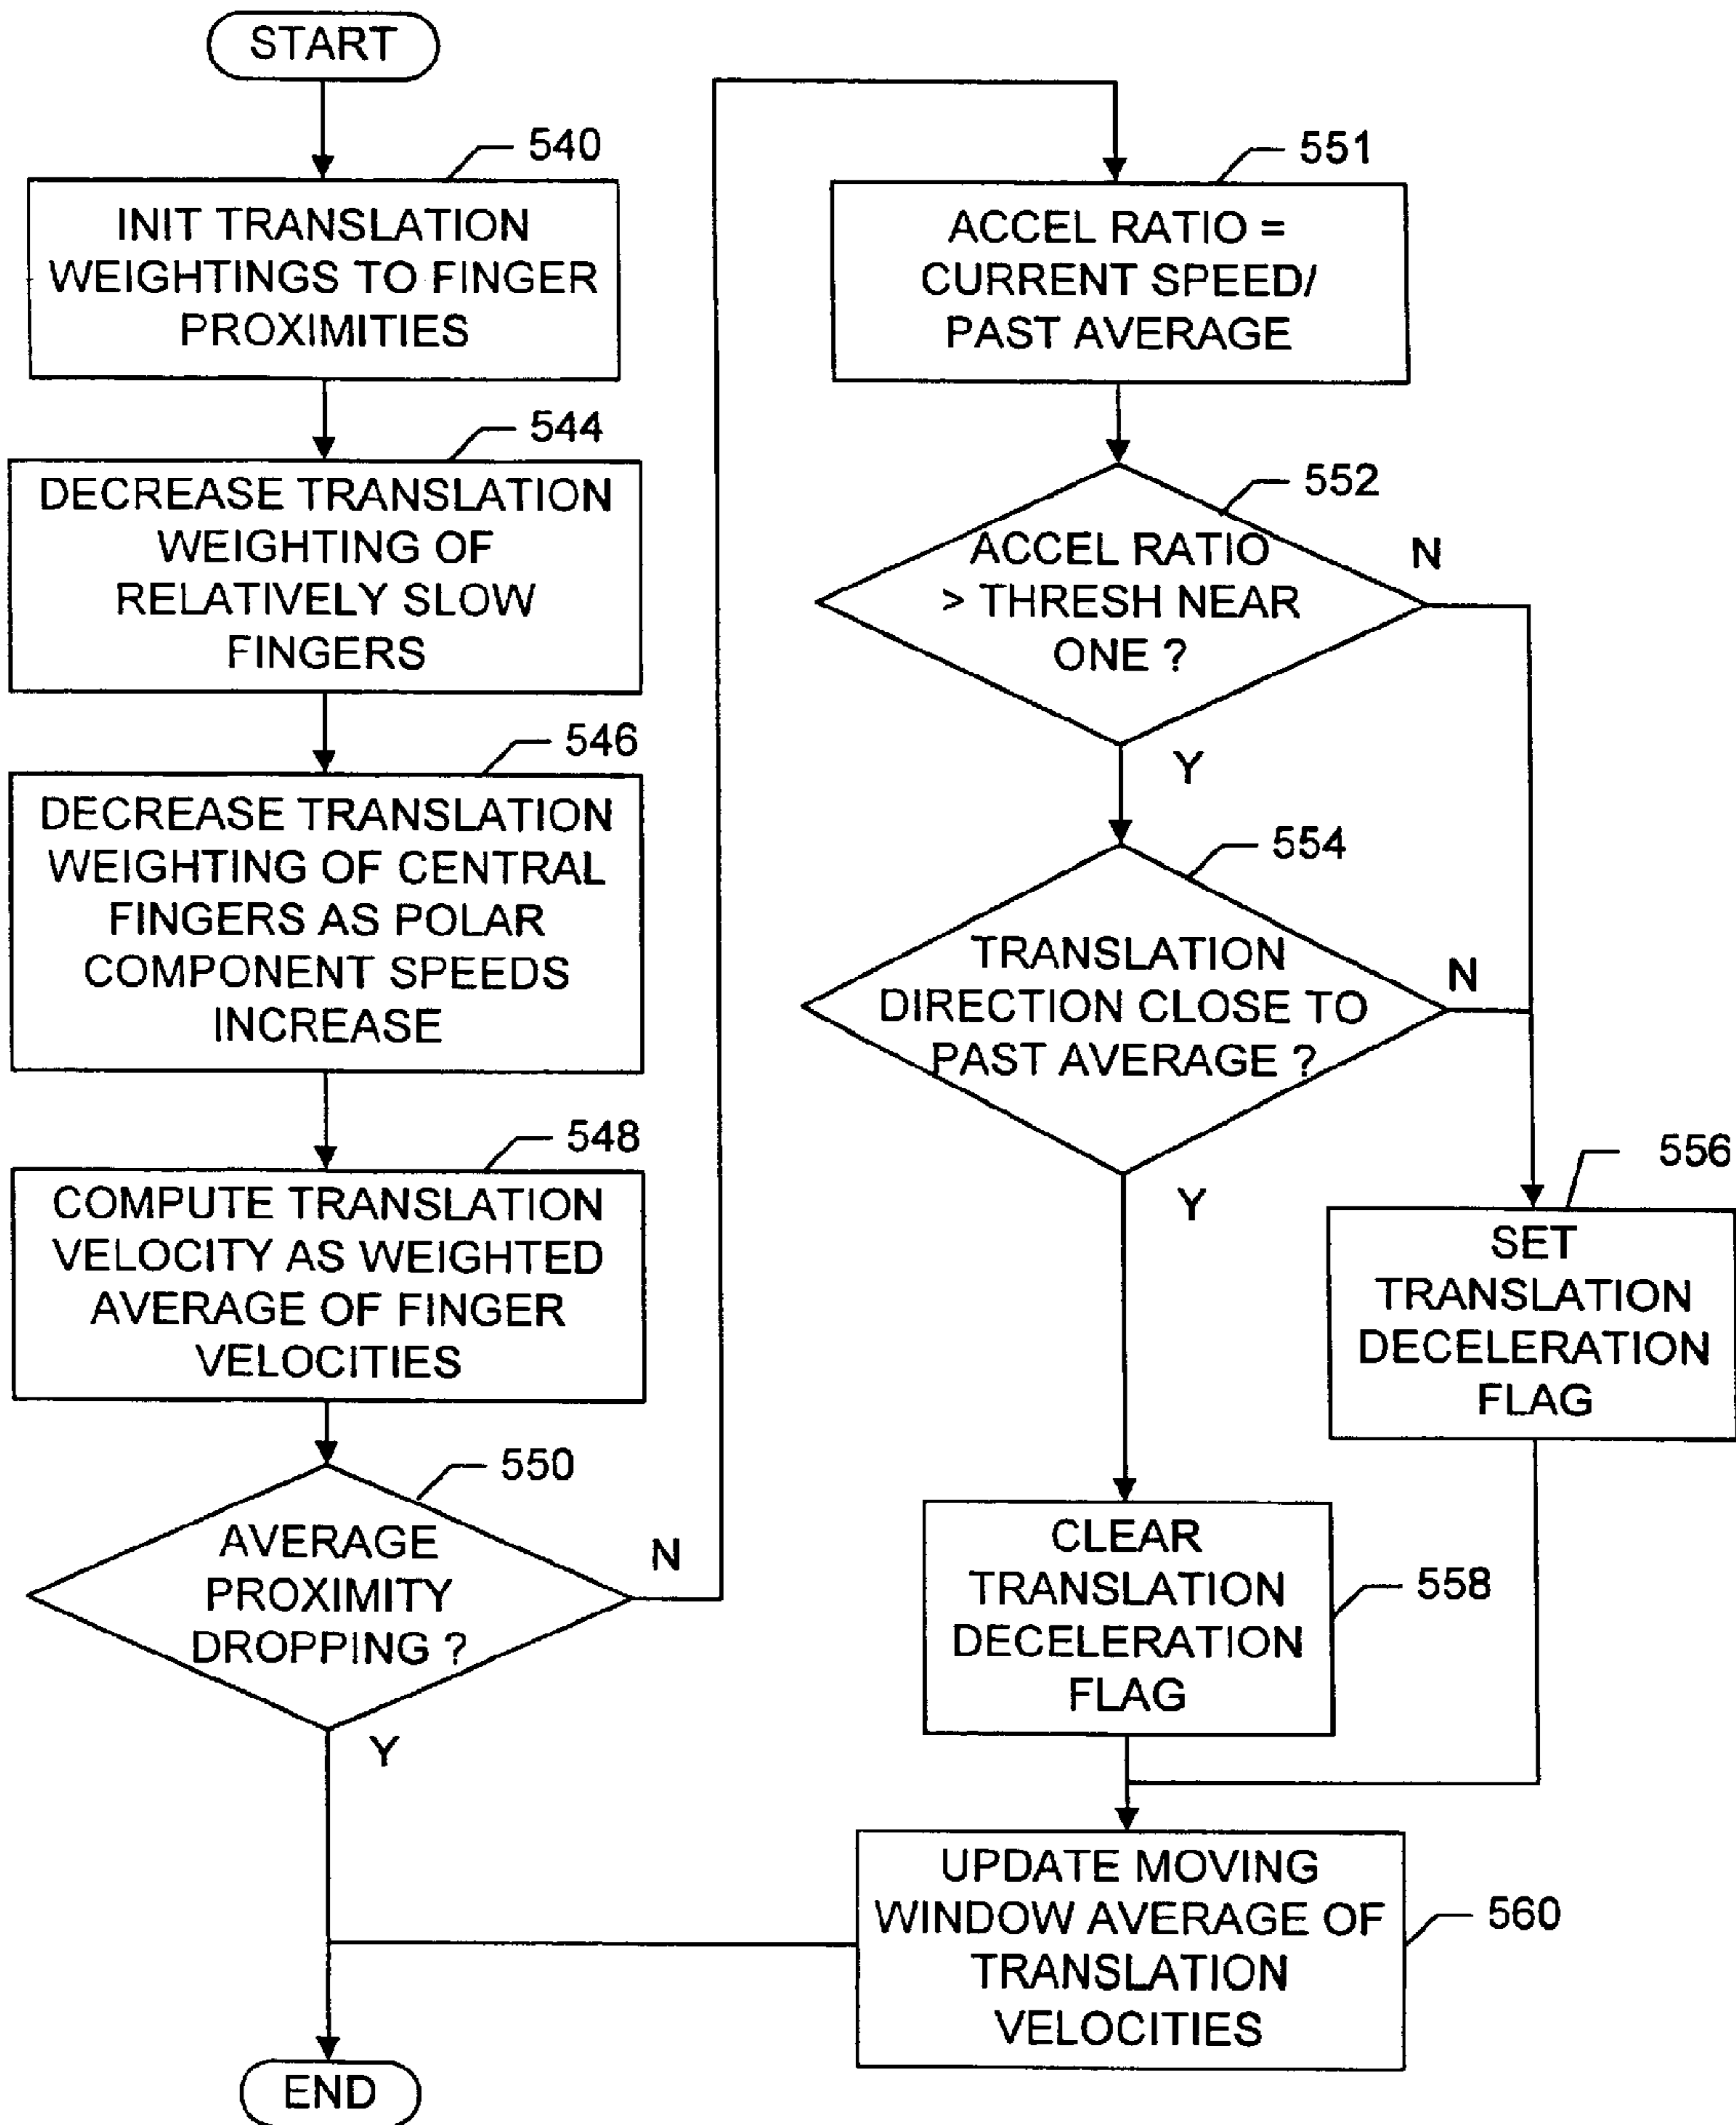 START
540
INIT TRANSLATION
WEIGHTINGS TO FINGER
PROXIMITIES
544
DECREASE TRANSLATION
WEIGHTING OF
RELATIVELY SLOW
FINGERS
546
DECREASE TRANSLATION
WEIGHTING OF CENTRAL
FINGERS AS POLAR
COMPONENT SPEEDS
INCREASE
548
COMPUTE TRANSLATION
VELOCITY AS WEIGHTED
AVERAGE OF FINGER
VELOCITIES
550
AVERAGE
PROXIMITY
DROPPING ?
N
Y
551
ACCEL RATIO =
CURRENT SPEED/
PAST AVERAGE
552
ACCEL RATIO
> THRESH NEAR
ONE ?
N
Y
554
TRANSLATION
DIRECTION CLOSE TO
PAST AVERAGE ?
N
Y
556
SET
TRANSLATION
DECELERATION
FLAG
CLEAR
TRANSLATION
DECELERATION
FLAG
558
UPDATE MOVING
WINDOW AVERAGE OF
TRANSLATION
VELOCITIES
560
END